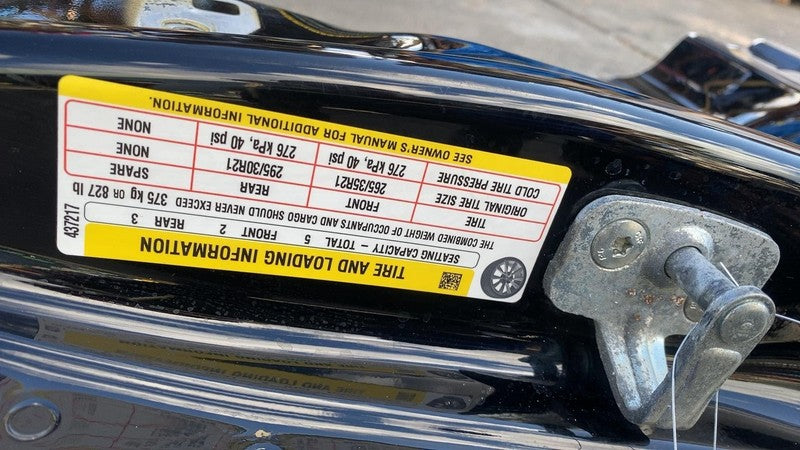 TIRE AND LOADING INFORMATION
SEATING CAPACITY – TOTAL 5 FRONT 2 REAR 3
THE COMBINED WEIGHT OF OCCUPANTS AND CARGO SHOULD NEVER EXCEED 375 kg OR 827 lb
TIRE FRONT REAR SPARE
ORIGINAL TIRE SIZE 265/35R21 295/30R21 NONE
COLD TIRE PRESSURE 276 kPa, 40 psi 276 kPa, 40 psi NONE
SEE OWNER'S MANUAL FOR ADDITIONAL INFORMATION.
437217